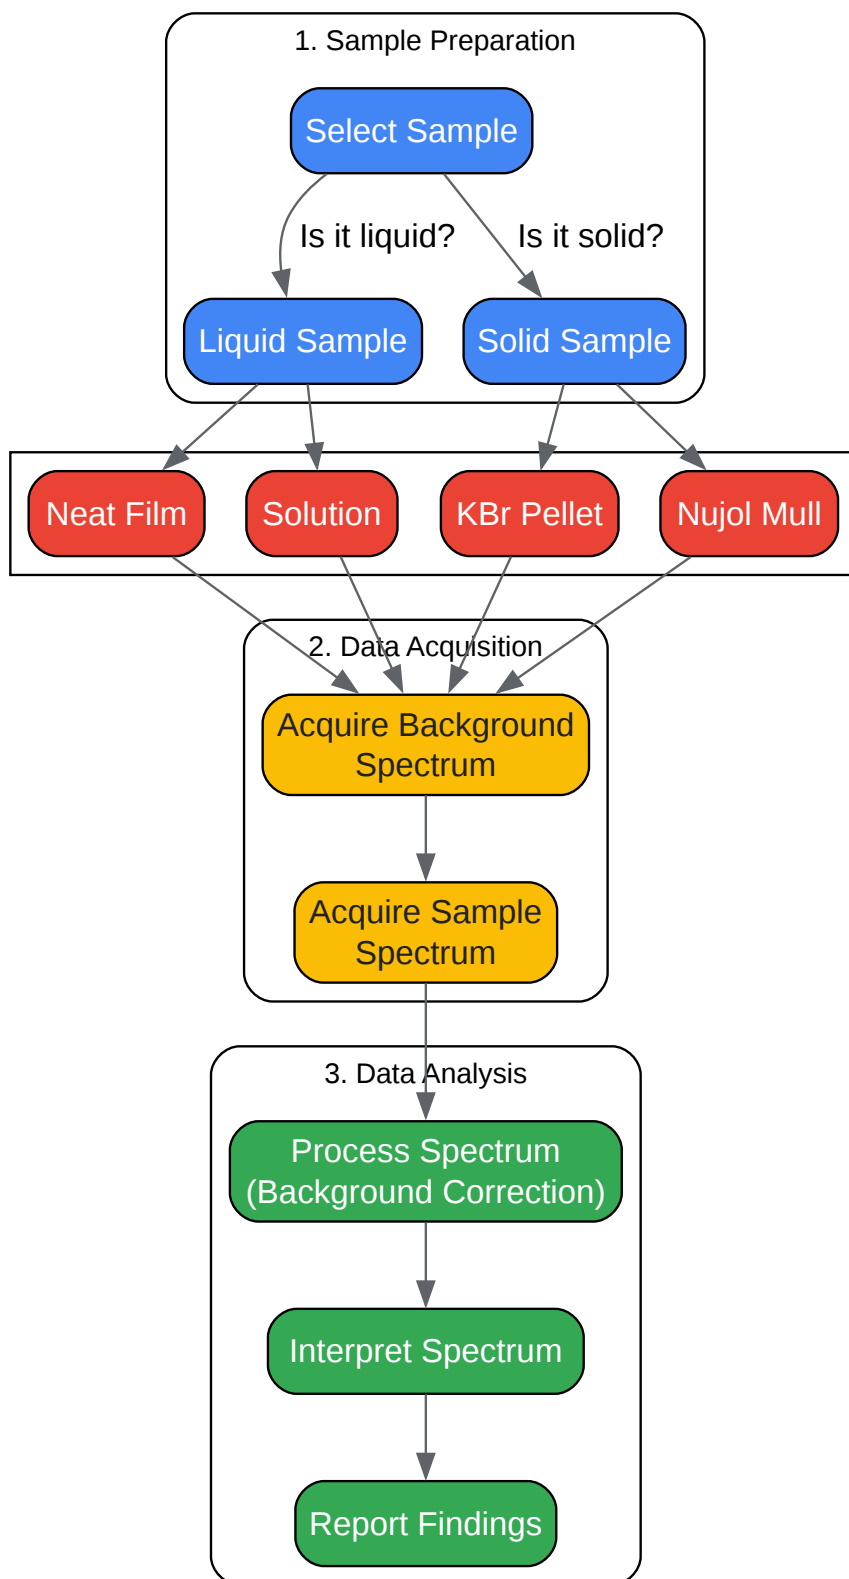 1. Sample Preparation
Select Sample
Is it liquid?
Is it solid?
Liquid Sample
Solid Sample
Neat Film
Solution
KBr Pellet
Nujol Mull
2. Data Acquisition
Acquire Background
Spectrum
Acquire Sample
Spectrum
3. Data Analysis
Process Spectrum
(Background Correction)
Interpret Spectrum
Report Findings